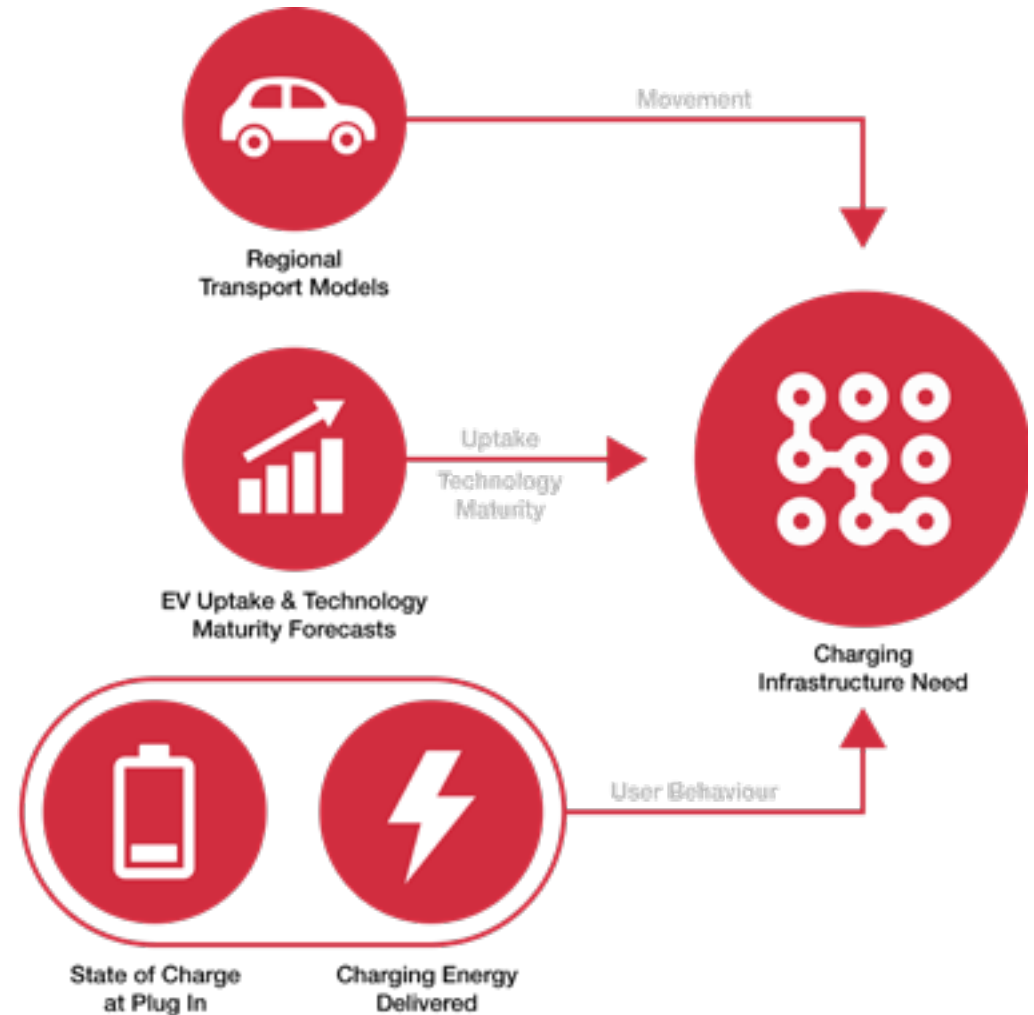 Movement
Regional
Transport Models
Uptake
Technology
Maturity
EV Uptake & Technology
Maturity Forecasts
Charging
Infrastructure Need
User Behaviour
State of Charge
at Plug In
Charging Energy
Delivered